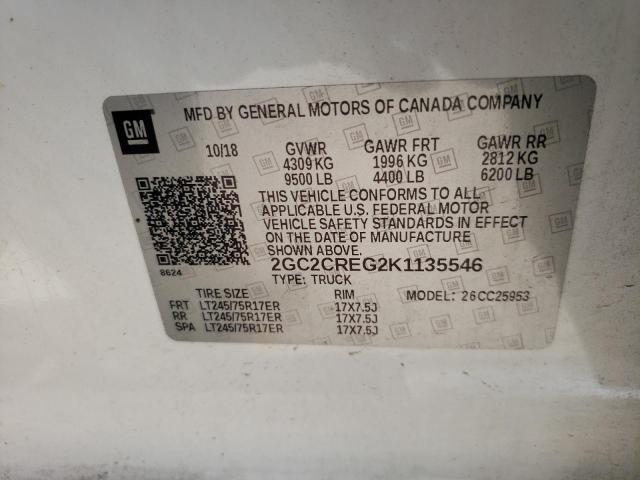 MFD BY GENERAL MOTORS OF CANADA COMPANY
GM
10/18 GVWR GAWR FRT GAWR RR
4309 KG 1996 KG 2812 KG
9500 LB 4400 LB 6200 LB
THIS VEHICLE CONFORMS TO ALL
APPLICABLE U.S. FEDERAL MOTOR
VEHICLE SAFETY STANDARDS IN EFFECT
ON THE DATE OF MANUFACTURE
SHOWN ABOVE.
8624
2GC2CREG2K1135546
TYPE: TRUCK MODEL: 26CC25953
TIRE SIZE RIM
FRT LT245/75R17ER 17X7.5J
RR LT245/75R17ER 17X7.5J
SPA LT245/75R17ER 17X7.5J